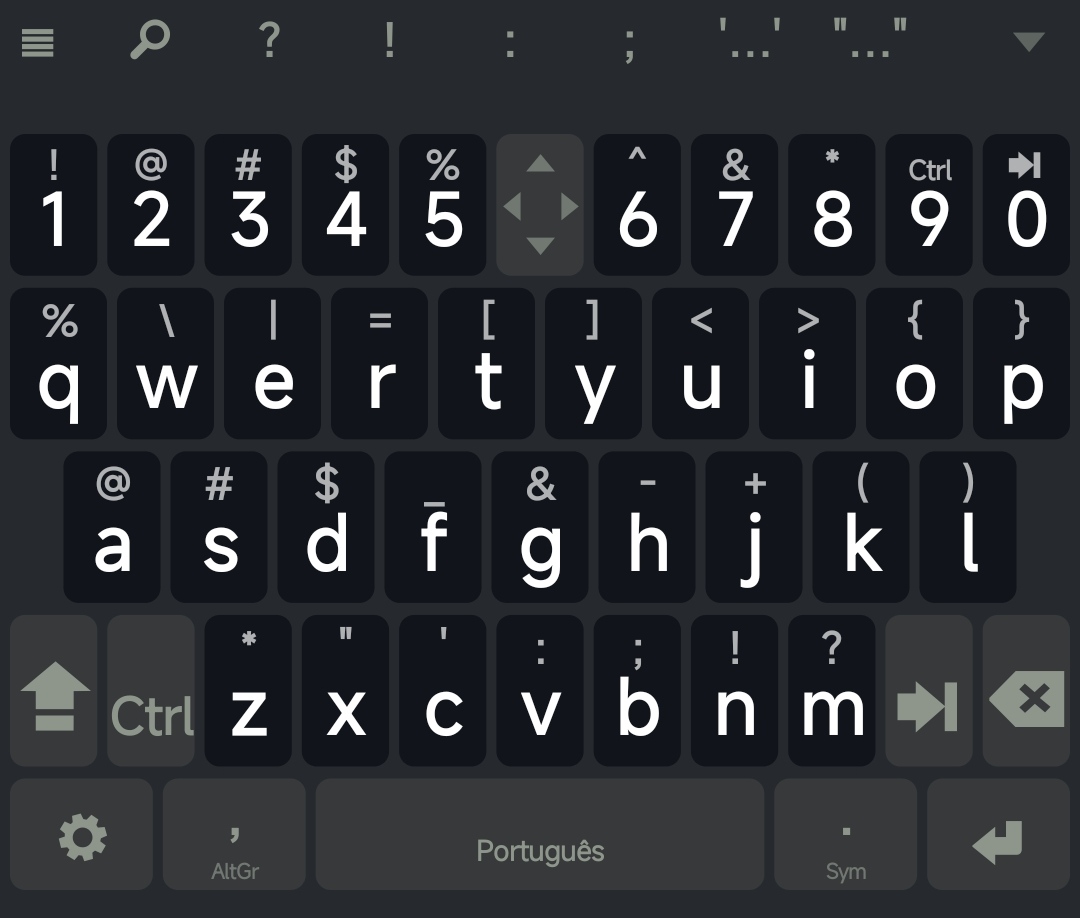 ? ! : ; '...' "..."
! @ # $ % ^ & * Ctrl
1 2 3 4 5 6 7 8 9 0
% \ | = [ ] < > { }
q w e r t y u i o p
@ # $ _ & - + ( )
a s d f g h j k l
* " ' : ; ! ?
Ctrl z x c v b n m
, Português .
AltGr Sym